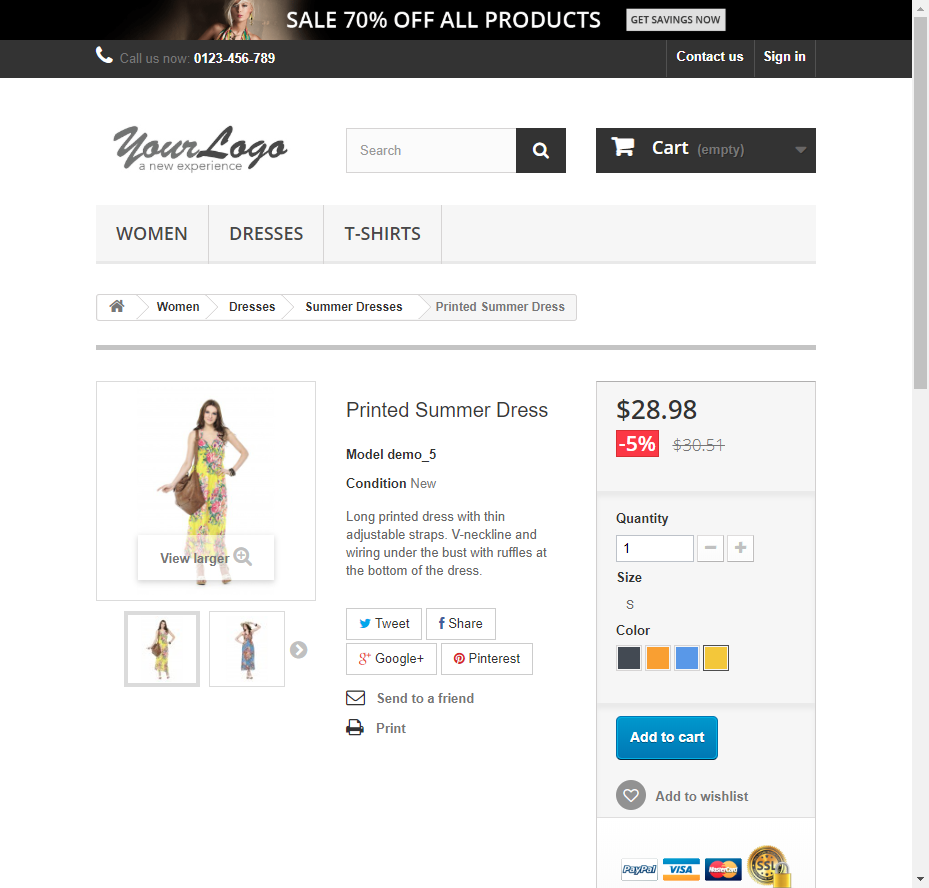 SALE 70% OFF ALL PRODUCTS GET SAVINGS NOW
Call us now: 0123-456-789 Contact us Sign in
YourLogo
a new experience
Search
Cart (empty)
WOMEN DRESSES T-SHIRTS
Women Dresses Summer Dresses Printed Summer Dress
View larger
Printed Summer Dress
Model demo_5
Condition New
Long printed dress with thin
adjustable straps. V-neckline and
wiring under the bust with ruffles at
the bottom of the dress.
Tweet Share
Google+ Pinterest
Send to a friend
Print
$28.98
-5% $30.51
Quantity
1
Size
S
Color
Add to cart
Add to wishlist
PayPal VISA MasterCard SSL